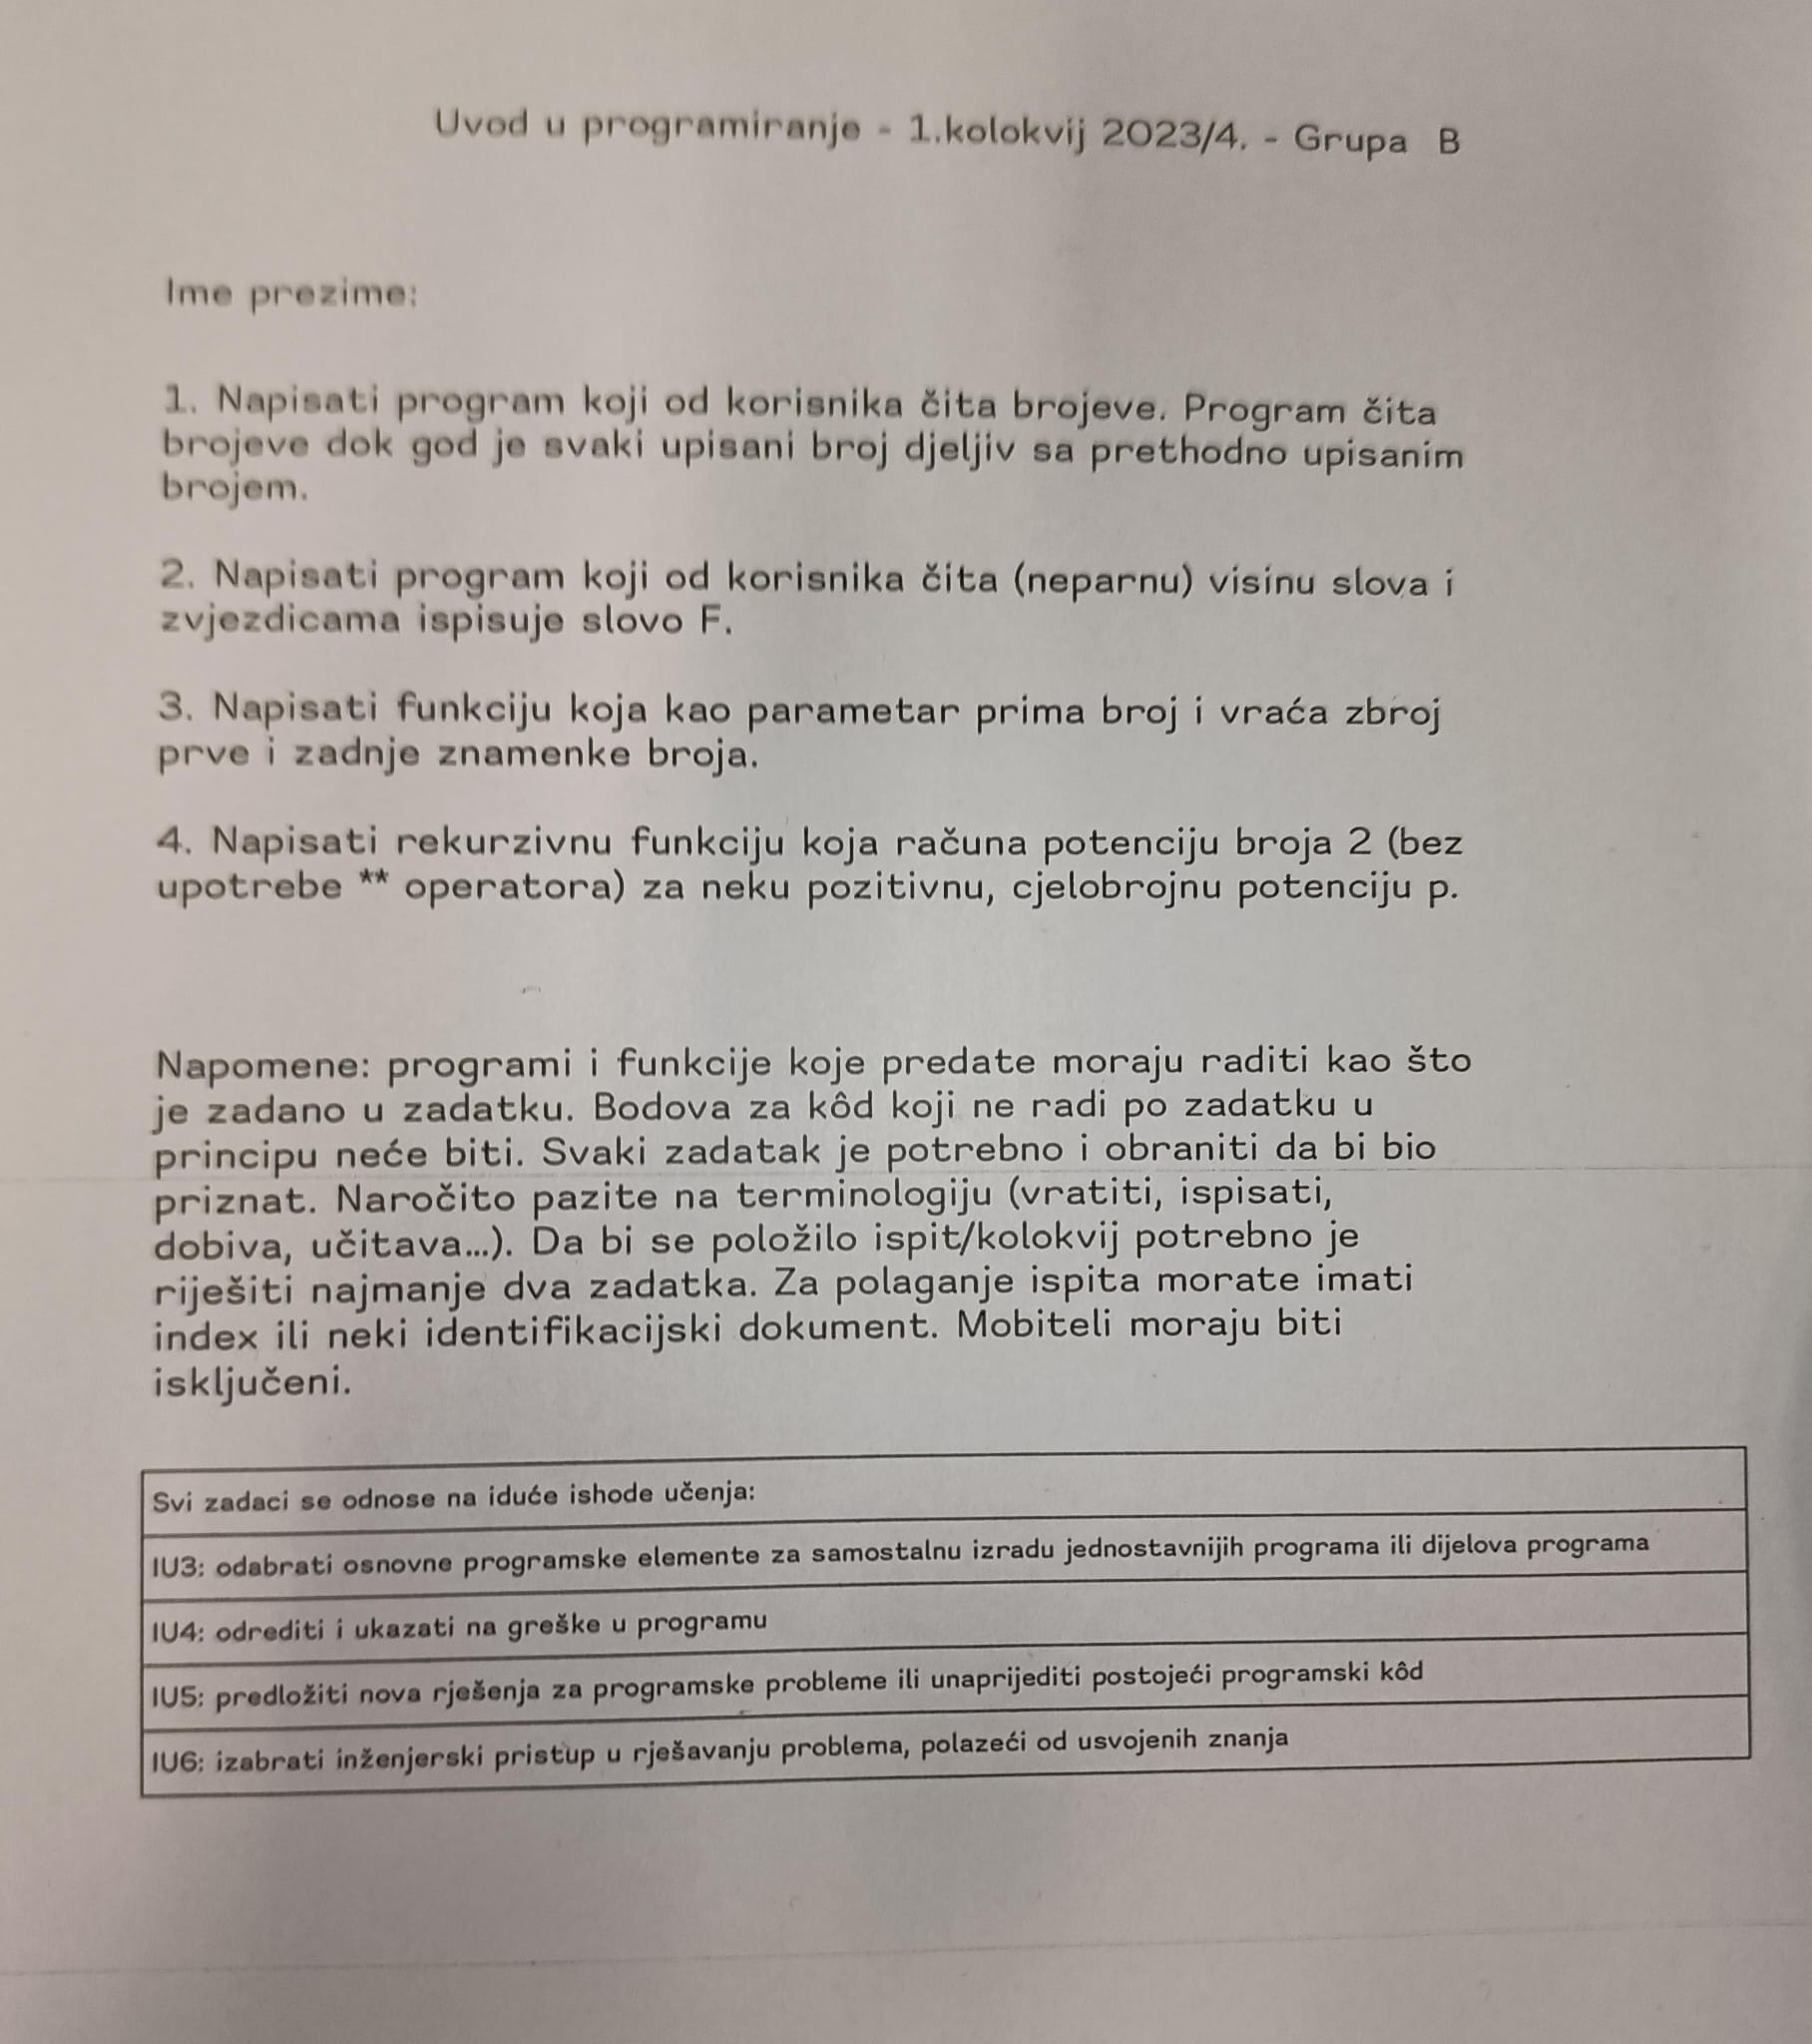 Uvod u programiranje - 1.kolokvij 2023/4. - Grupa B
Ime prezime:
1. Napisati program koji od korisnika čita brojeve. Program čita
brojeve dok god je svaki upisani broj djeljiv sa prethodno upisanim
brojem.
2. Napisati program koji od korisnika čita (neparnu) visinu slova i
zvjezdicama ispisuje slovo F.
3. Napisati funkciju koja kao parametar prima broj i vraća zbroj
prve i zadnje znamenke broja.
4. Napisati rekurzivnu funkciju koja računa potenciju broja 2 (bez
upotrebe ** operatora) za neku pozitivnu, cjelobrojnu potenciju p.
Napomene: programi i funkcije koje predate moraju raditi kao što
je zadano u zadatku. Bodova za kôd koji ne radi po zadatku u
principu neće biti. Svaki zadatak je potrebno i obraniti da bi bio
priznat. Naročito pazite na terminologiju (vratiti, ispisati,
dobiva, učitava...). Da bi se položilo ispit/kolokvij potrebno je
riješiti najmanje dva zadatka. Za polaganje ispita morate imati
index ili neki identifikacijski dokument. Mobiteli moraju biti
isključeni.
Svi zadaci se odnose na iduće ishode učenja:
IU3: odabrati osnovne programske elemente za samostalnu izradu jednostavnijih programa ili dijelova programa
IU4: odrediti i ukazati na greške u programu
IU5: predložiti nova rješenja za programske probleme ili unaprijediti postojeći programski kôd
IU6: izabrati inženjerski pristup u rješavanju problema, polazeći od usvojenih znanja